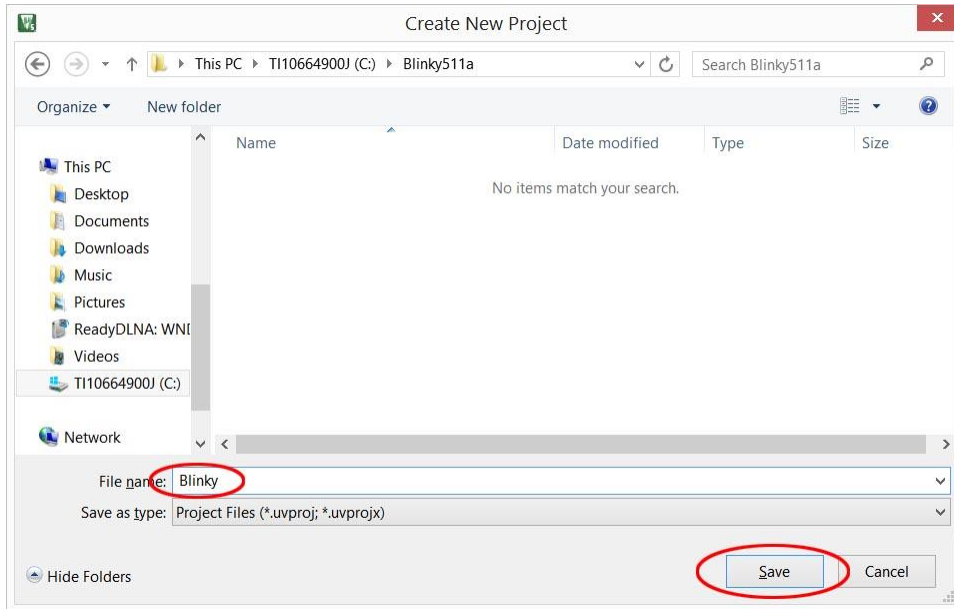 Create New Project
This PC TI10664900J (C:) Blinky511a
Search Blinky511a
Organize New folder
Name Date modified Type Size
No items match your search.
This PC
Desktop
Documents
Downloads
Music
Pictures
ReadyDLNA: WND
Videos
TI10664900J (C:)
Network
File name: Blinky
Save as type: Project Files (*.uvproj; *.uvprojx)
Hide Folders
Save Cancel